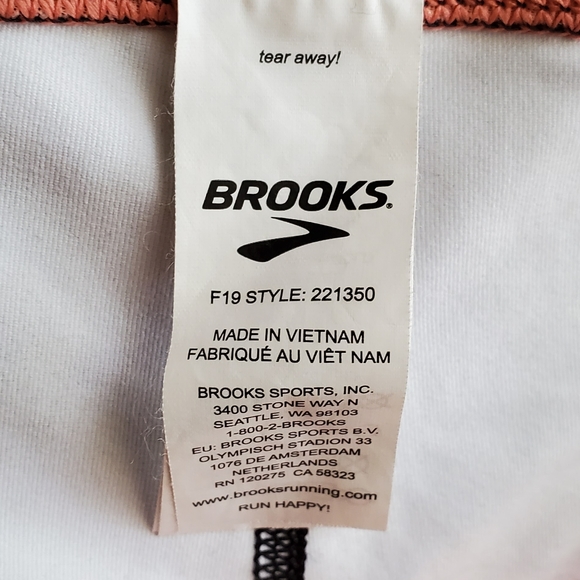 tear away!
BROOKS®
F19 STYLE: 221350
MADE IN VIETNAM
FABRIQUÉ AU VIÊT NAM
BROOKS SPORTS, INC.
3400 STONE WAY N
SEATTLE, WA 98103
1-800-2-BROOKS
EU: BROOKS SPORTS B.V.
OLYMPISCH STADION 33
1076 DE AMSTERDAM
NETHERLANDS
RN 120275 CA 58323
www.brooksrunning.com
RUN HAPPY!